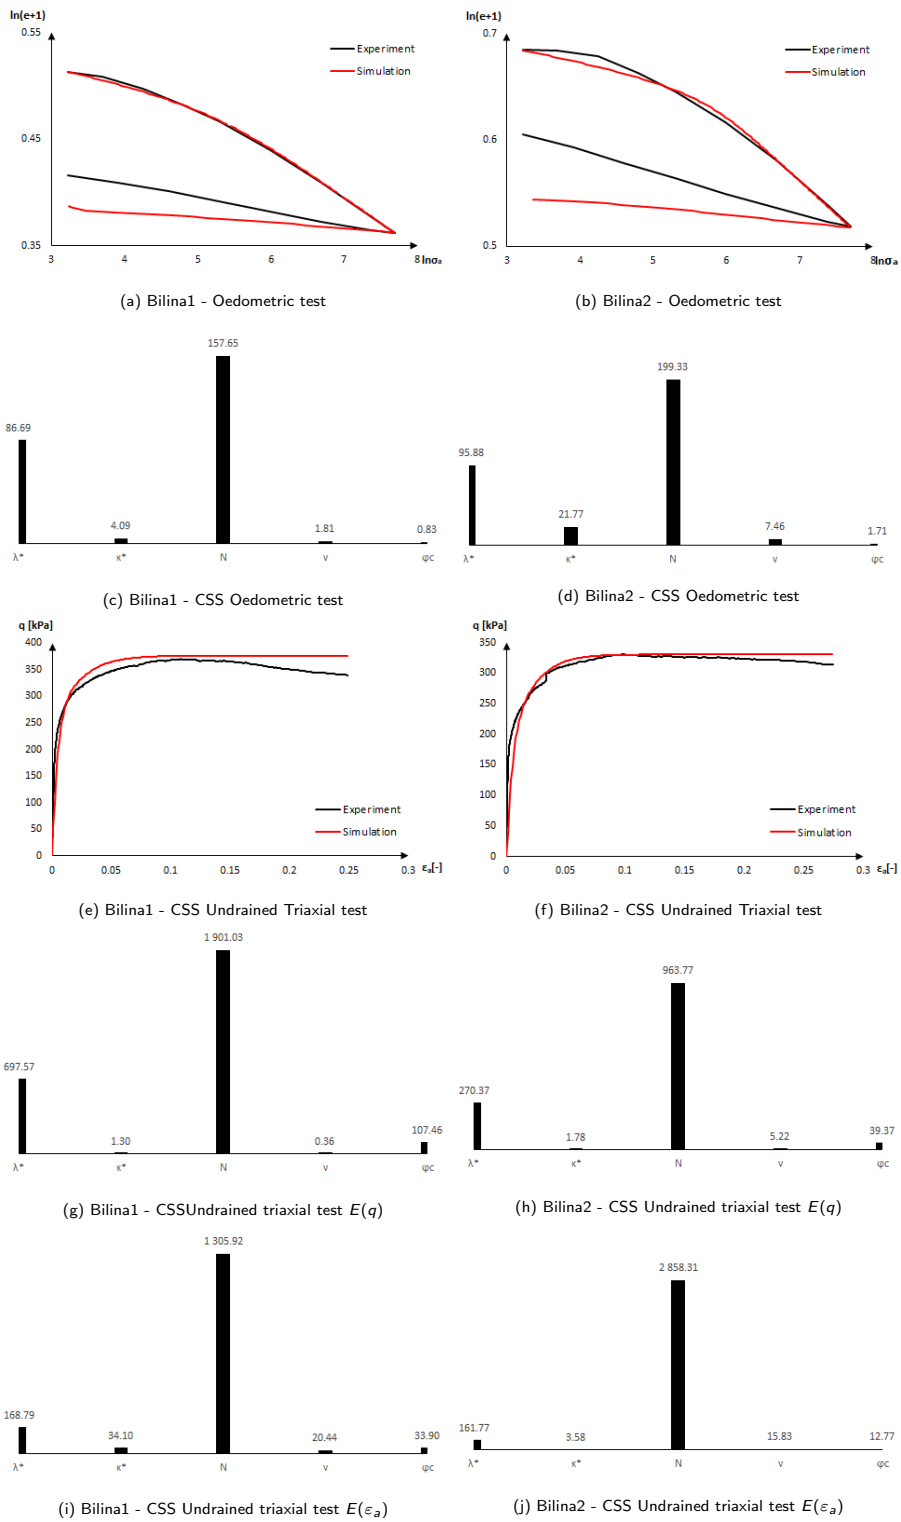 ln(e+1)
0.55
Experiment
Simulation
0.45
0.35
3 4 5 6 7 8
lnσₐ
(a) Bilina1 - Oedometric test
ln(e+1)
0.7
Experiment
Simulation
0.6
0.5
3 4 5 6 7 8
lnσₐ
(b) Bilina2 - Oedometric test
157.65
86.69
4.09
1.81
0.83
λ* κ* N ν φc
(c) Bilina1 - CSS Oedometric test
199.33
95.88
21.77
7.46
1.71
λ* κ* N ν φc
(d) Bilina2 - CSS Oedometric test
q [kPa]
400
350
300
250
200
150
100
50
0
Experiment
Simulation
0 0.05 0.1 0.15 0.2 0.25 0.3
εₐ[-]
(e) Bilina1 - CSS Undrained Triaxial test
q [kPa]
350
300
250
200
150
100
50
0
Experiment
Simulation
0 0.05 0.1 0.15 0.2 0.25 0.3
εₐ[-]
(f) Bilina2 - CSS Undrained Triaxial test
1 901.03
697.57
1.30
0.36
107.46
λ* κ* N ν φc
(g) Bilina1 - CSSUndrained triaxial test E(q)
963.77
270.37
1.78
5.22
39.37
λ* κ* N ν φc
(h) Bilina2 - CSS Undrained triaxial test E(q)
1 305.92
168.79
34.10
20.44
33.90
λ* κ* N ν φc
(i) Bilina1 - CSS Undrained triaxial test E(εₐ)
2 858.31
161.77
3.58
15.83
12.77
λ* κ* N ν φc
(j) Bilina2 - CSS Undrained triaxial test E(εₐ)